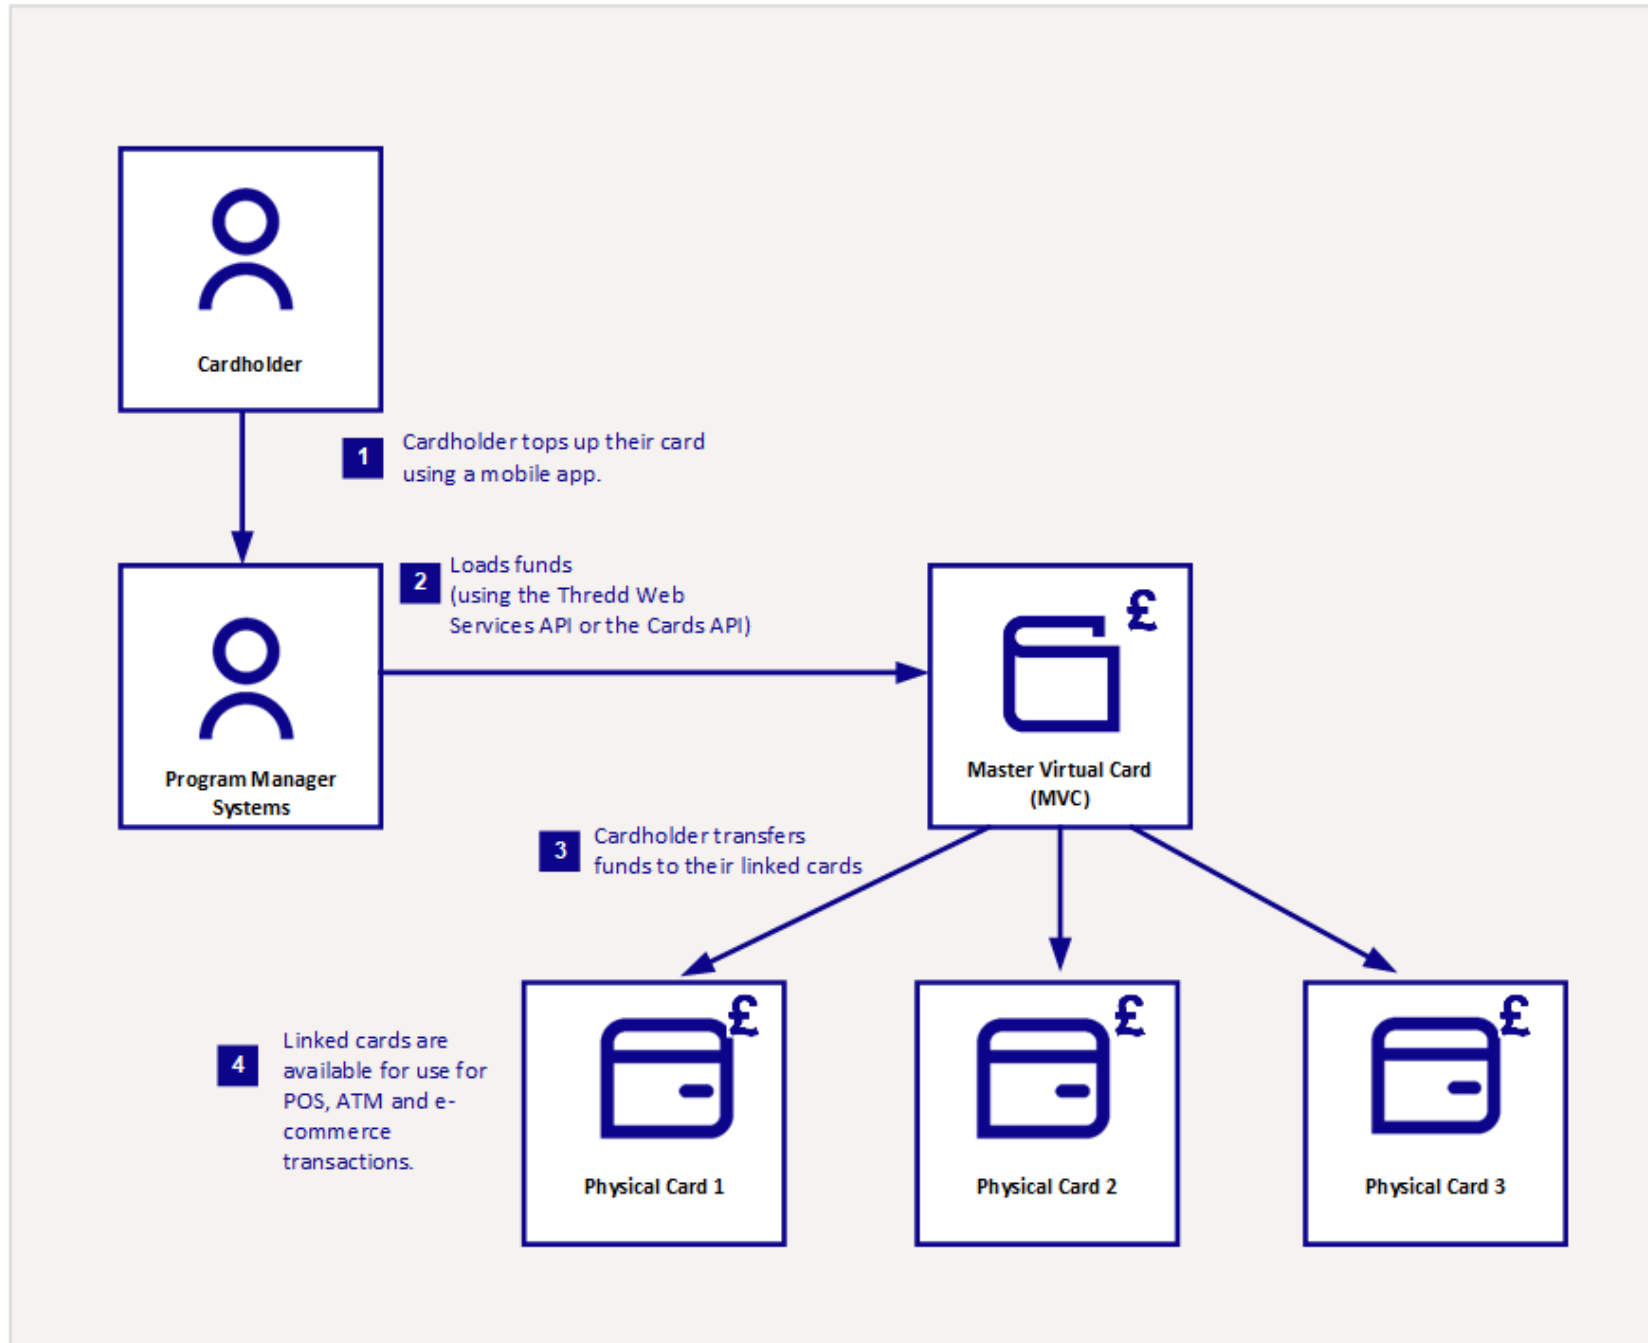 Cardholder
1
Cardholder tops up their card
using a mobile app.
2
Loads funds
(using the Thredd Web
Services API or the Cards API)
£
Program Manager
Systems
Master Virtual Card
(MVC)
3
Cardholder transfers
funds to their linked cards
4
Linked cards are
available for use for
POS, ATM and e-
commerce
transactions.
£
Physical Card 1
£
Physical Card 2
£
Physical Card 3